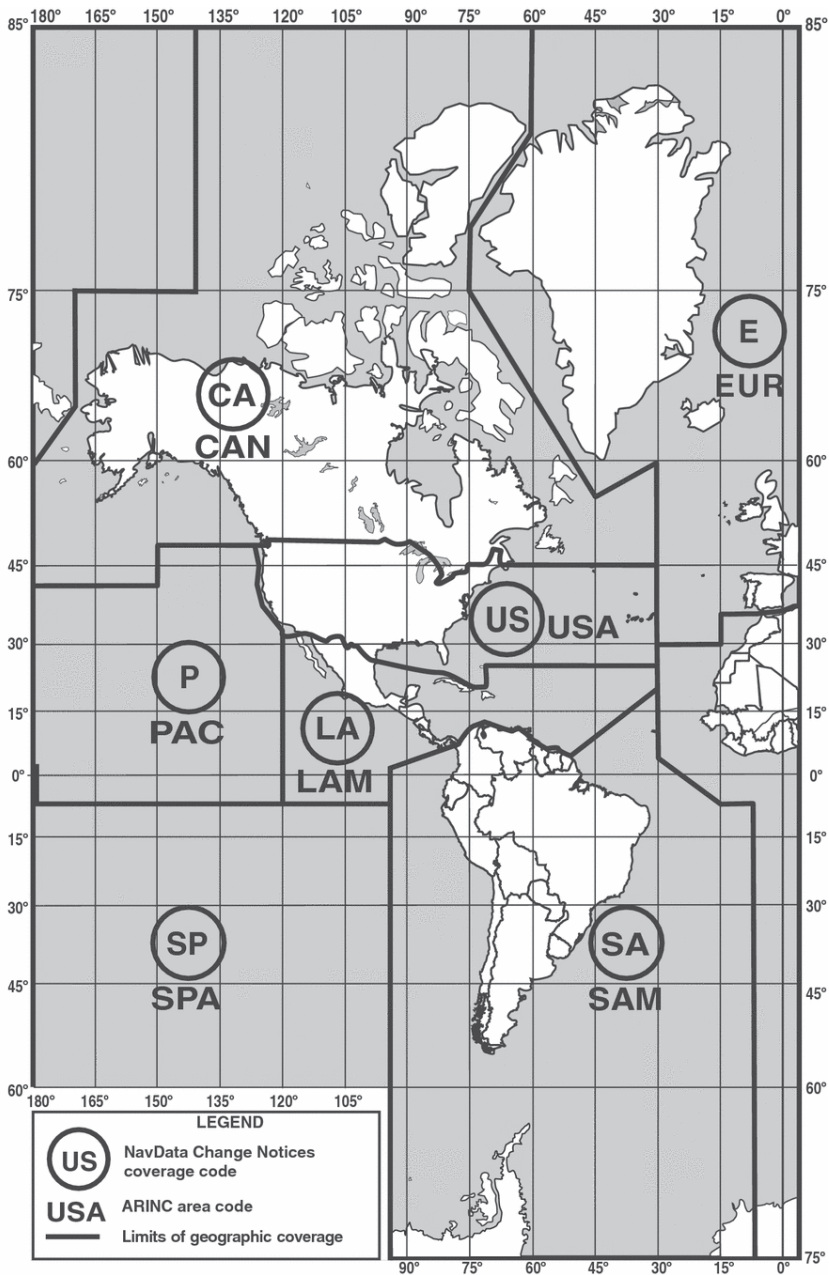 180° 165° 150° 135° 120° 105° 90° 75° 60° 45° 30° 15° 0°
85° 85°
75° 75°
E
EUR
CA
CAN
60° 60°
45° 45°
US USA
30° 30°
P
PAC
15° 15°
LA
LAM
0° 0°
15° 15°
30° 30°
SP
SPA
SA
SAM
45° 45°
60° 60°
180° 165° 150° 135° 120° 105°
LEGEND
US NavData Change Notices
coverage code
USA ARINC area code
Limits of geographic coverage
75°
90° 75° 60° 45° 30° 15° 0°